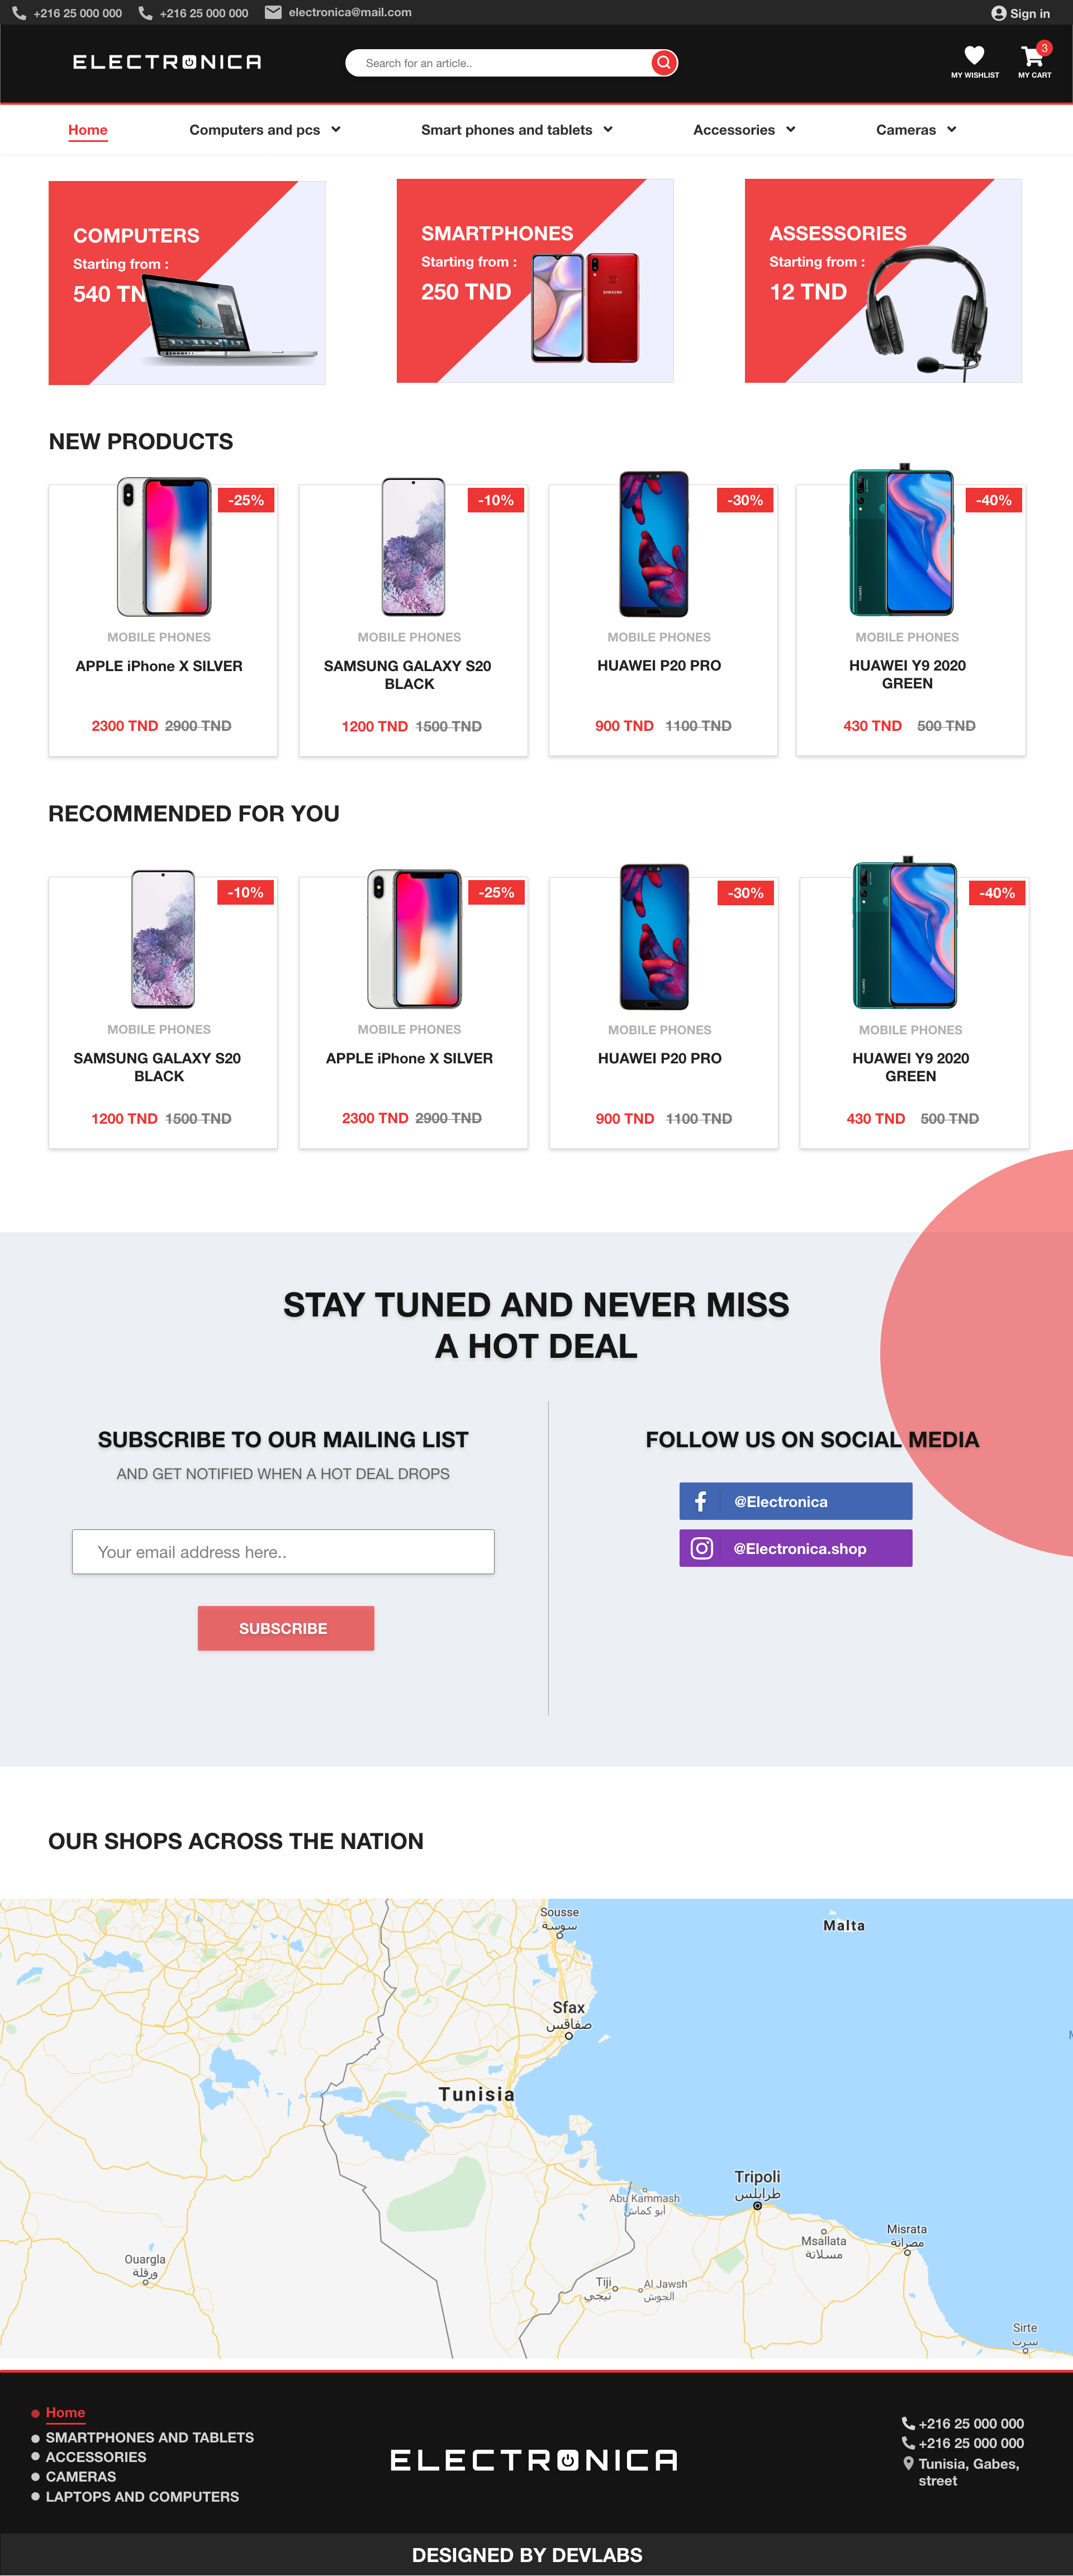 +216 25 000 000
+216 25 000 000
electronica@mail.com
Sign in
ELECTRONICA
Search for an article..
3
MY WISHLIST
MY CART
Home
Computers and pcs
Smart phones and tablets
Accessories
Cameras
COMPUTERS
Starting from :
540 TN
SMARTPHONES
Starting from :
250 TND
SAMSUNG
ASSESSORIES
Starting from :
12 TND
NEW PRODUCTS
-25%
MOBILE PHONES
APPLE iPhone X SILVER
2300 TND 2900 TND
-10%
MOBILE PHONES
SAMSUNG GALAXY S20
BLACK
1200 TND 1500 TND
-30%
MOBILE PHONES
HUAWEI P20 PRO
900 TND 1100 TND
-40%
HUAWEI
MOBILE PHONES
HUAWEI Y9 2020
GREEN
430 TND 500 TND
RECOMMENDED FOR YOU
-10%
MOBILE PHONES
SAMSUNG GALAXY S20
BLACK
1200 TND 1500 TND
-25%
MOBILE PHONES
APPLE iPhone X SILVER
2300 TND 2900 TND
-30%
MOBILE PHONES
HUAWEI P20 PRO
900 TND 1100 TND
-40%
HUAWEI
MOBILE PHONES
HUAWEI Y9 2020
GREEN
430 TND 500 TND
STAY TUNED AND NEVER MISS
A HOT DEAL
SUBSCRIBE TO OUR MAILING LIST
AND GET NOTIFIED WHEN A HOT DEAL DROPS
Your email address here..
SUBSCRIBE
FOLLOW US ON SOCIAL MEDIA
@Electronica
@Electronica.shop
OUR SHOPS ACROSS THE NATION
Sousse
سوسة
Malta
Sfax
صفاقس
Tunisia
Tripoli
طرابلس
Abu Kammash
أبو كماش
Misrata
مصراتة
Msallata
مسلاتة
Ouargla
ورقلة
Tiji
تيجي
Al Jawsh
الجوش
Sirte
سرت
Home
SMARTPHONES AND TABLETS
ACCESSORIES
CAMERAS
LAPTOPS AND COMPUTERS
ELECTRONICA
+216 25 000 000
+216 25 000 000
Tunisia, Gabes,
street
DESIGNED BY DEVLABS